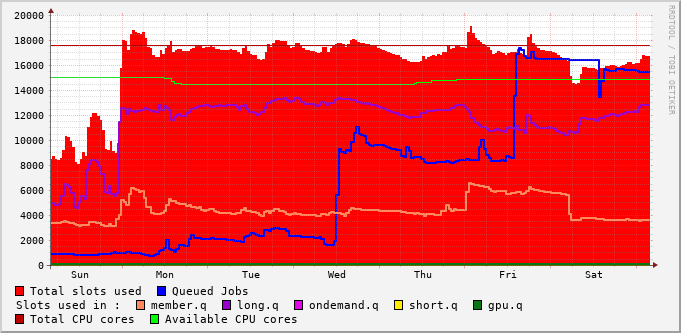 20000
18000
16000
14000
12000
10000
8000
6000
4000
2000
0
Sun Mon Tue Wed Thu Fri Sat
RRDTOOL / TOBI OETIKER
Total slots used Queued Jobs
Slots used in : member.q long.q ondemand.q short.q gpu.q
Total CPU cores Available CPU cores